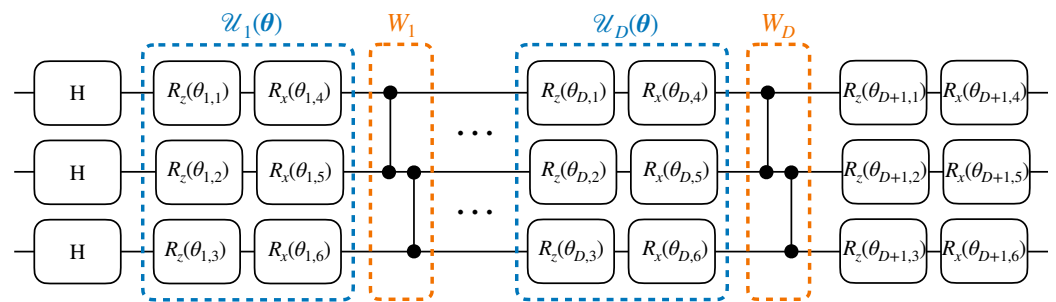 𝒰₁(𝜽) W₁ 𝒰_D(𝜽) W_D
H R_z(θ_{1,1}) R_x(θ_{1,4}) R_z(θ_{D,1}) R_x(θ_{D,4}) R_z(θ_{D+1,1}) R_x(θ_{D+1,4})
...
H R_z(θ_{1,2}) R_x(θ_{1,5}) R_z(θ_{D,2}) R_x(θ_{D,5}) R_z(θ_{D+1,2}) R_x(θ_{D+1,5})
...
H R_z(θ_{1,3}) R_x(θ_{1,6}) R_z(θ_{D,3}) R_x(θ_{D,6}) R_z(θ_{D+1,3}) R_x(θ_{D+1,6})